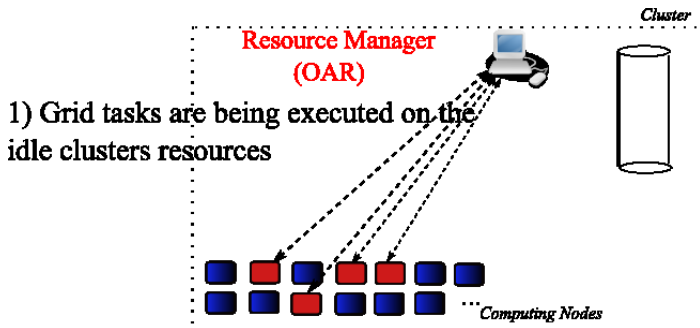 Cluster
Resource Manager
(OAR)
1) Grid tasks are being executed on the
idle clusters resources
...Computing Nodes